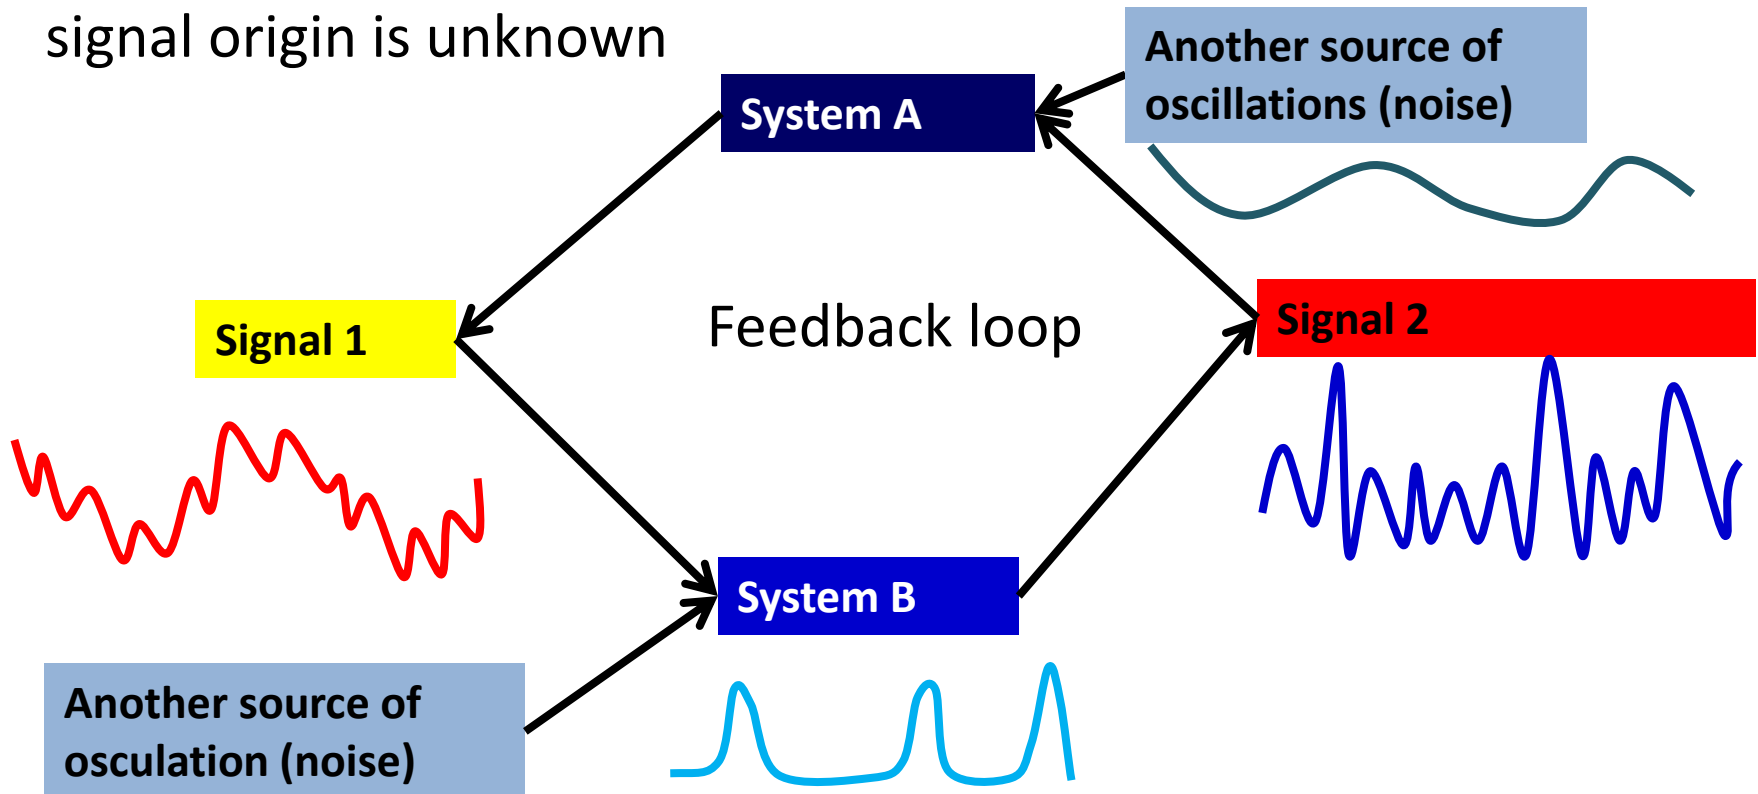 signal origin is unknown
Another source of
oscillations (noise)
System A
Signal 1
Feedback loop
Signal 2
System B
Another source of
osculation (noise)